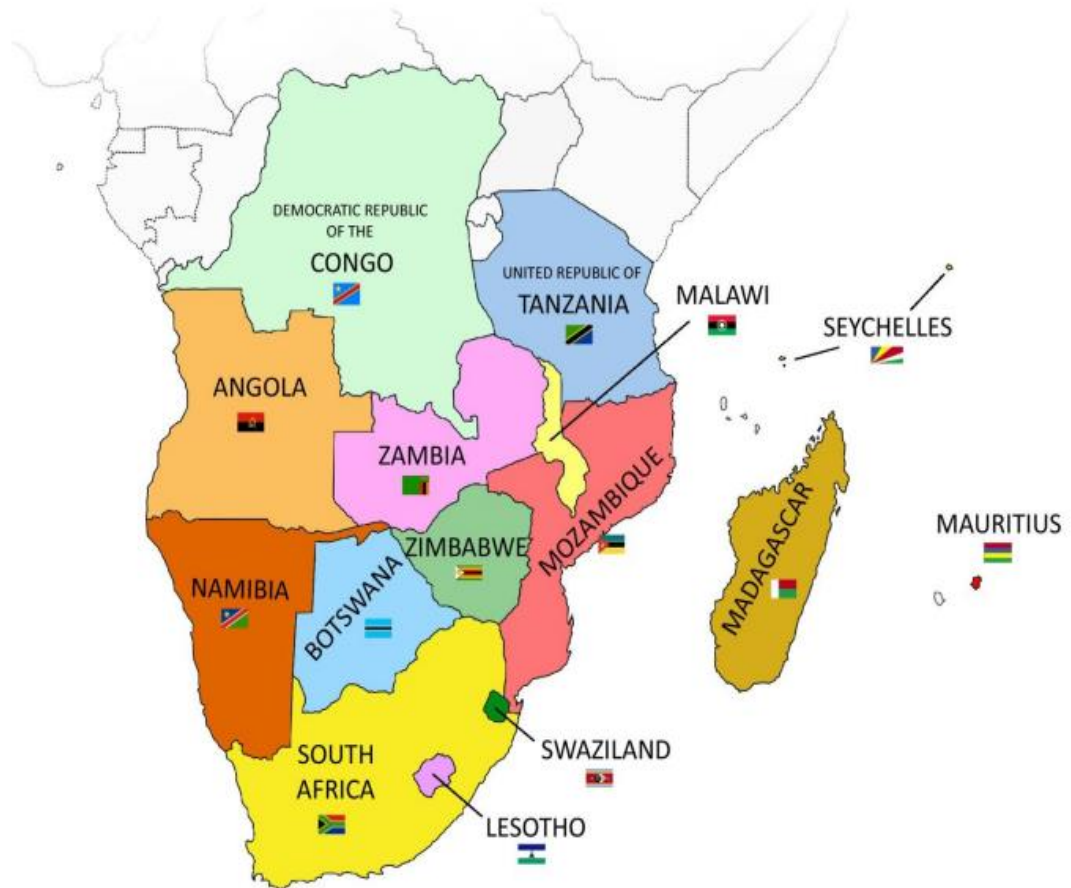 DEMOCRATIC REPUBLIC
OF THE
CONGO
UNITED REPUBLIC OF
TANZANIA
MALAWI
SEYCHELLES
ANGOLA
ZAMBIA
MOZAMBIQUE
MADAGASCAR
MAURITIUS
ZIMBABWE
NAMIBIA
BOTSWANA
SOUTH
AFRICA
SWAZILAND
LESOTHO